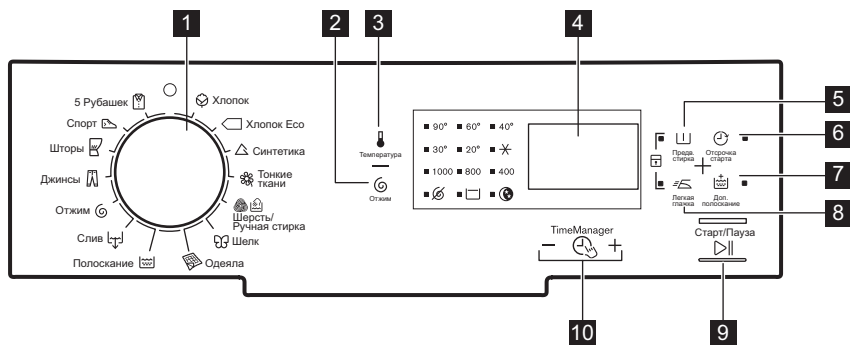 1
2
3
4
5
6
7
8
9
10
5 Рубашек
Спорт
Шторы
Джинсы
Отжим
Слив
Полоскание
Хлопок
Хлопок Eco
Синтетика
Тонкие
ткани
Шерсть/
Ручная стирка
Шелк
Одеяла
Температура
Отжим
90° 60° 40°
30° 20°
1000 800 400
TimeManager
Предв.
стирка
Отсрочка
старта
Легкая
глажка
Доп.
полоскание
Старт/Пауза